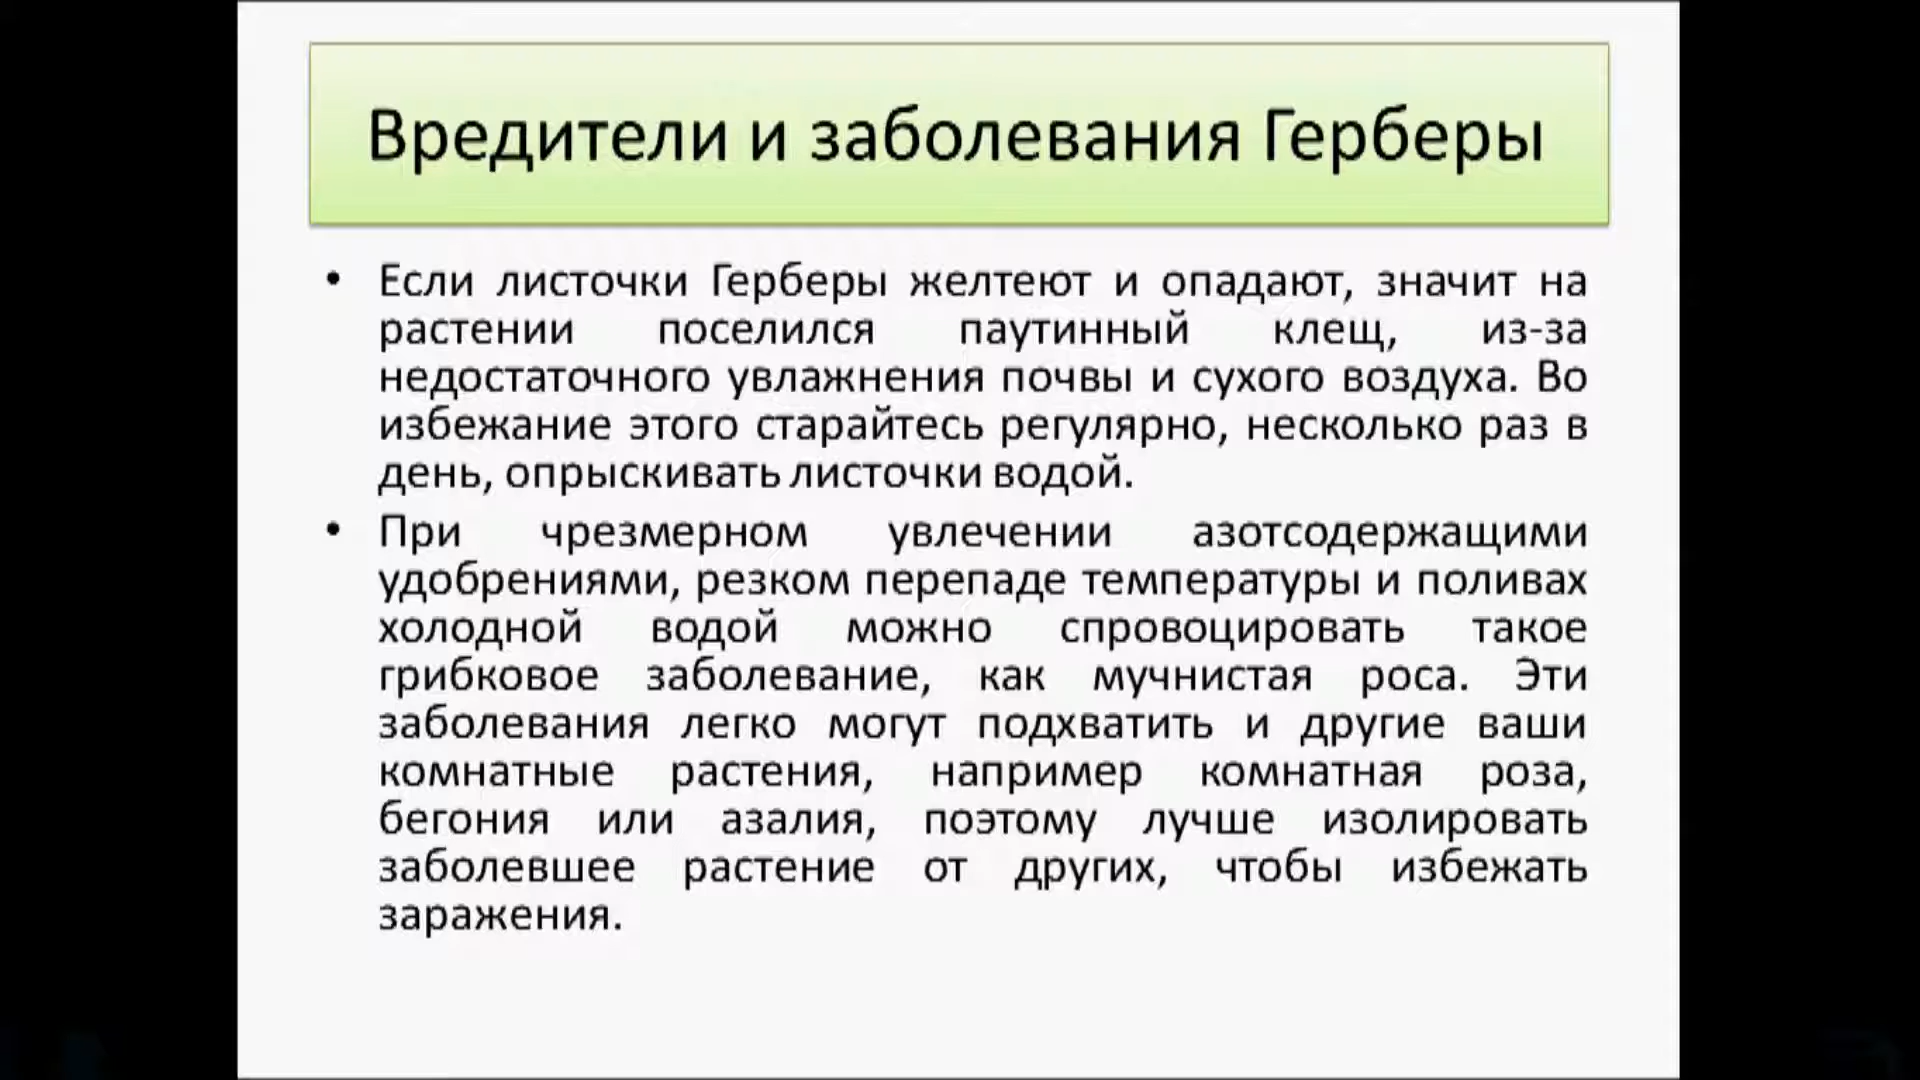 Вредители и заболевания Герберы
• Если листочки Герберы желтеют и опадают, значит на
растении поселился паутинный клещ, из-за
недостаточного увлажнения почвы и сухого воздуха. Во
избежание этого старайтесь регулярно, несколько раз в
день, опрыскивать листочки водой.
• При чрезмерном увлечении азотсодержащими
удобрениями, резком перепаде температуры и поливах
холодной водой можно спровоцировать такое
грибковое заболевание, как мучнистая роса. Эти
заболевания легко могут подхватить и другие ваши
комнатные растения, например комнатная роза,
бегония или азалия, поэтому лучше изолировать
заболевшее растение от других, чтобы избежать
заражения.